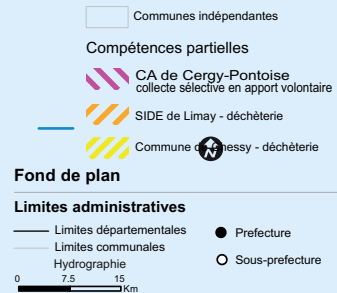 Communes indépendantes
Compétences partielles
CA de Cergy-Pontoise
collecte sélective en apport volontaire
SIDE de Limay - déchèterie
Commune - déchèterie
Fond de plan
Limites administratives
Limites départementales
Limites communales
Hydrographie
Prefecture
Sous-prefecture
0 7.5 15
Km
N